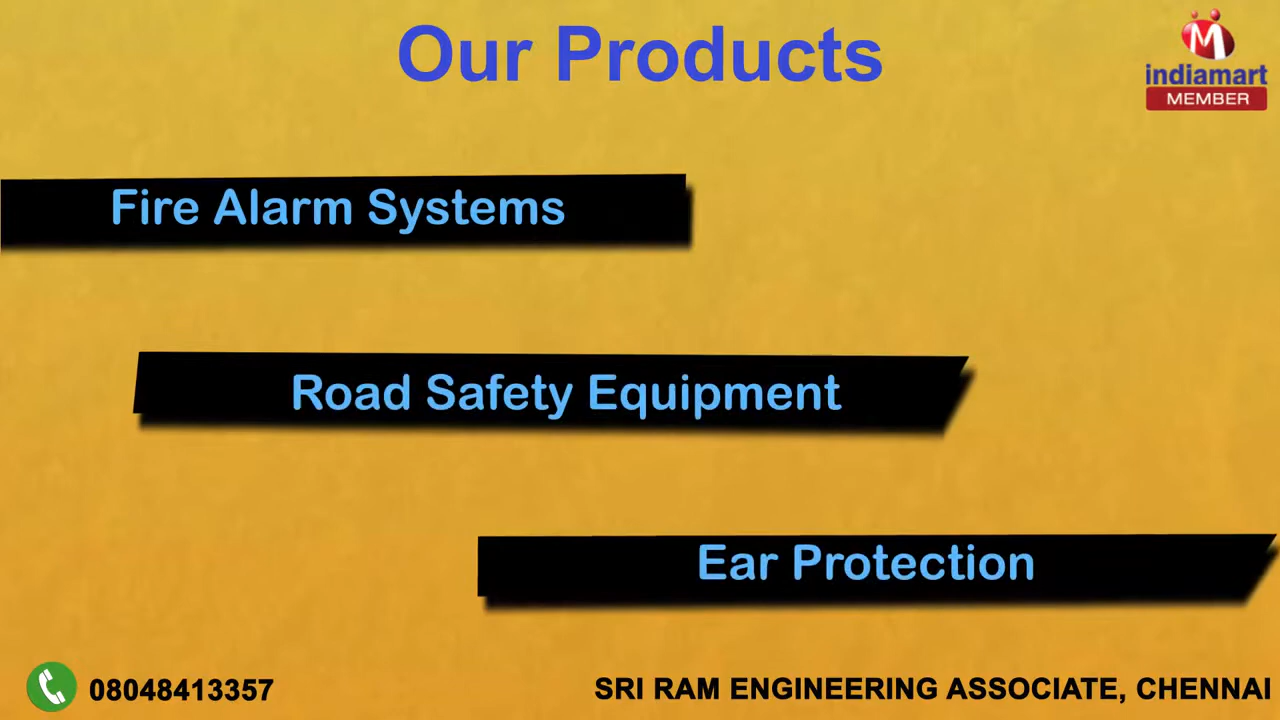 Our Products
indiamart
MEMBER
Fire Alarm Systems
Road Safety Equipment
Ear Protection
08048413357
SRI RAM ENGINEERING ASSOCIATE, CHENNAI